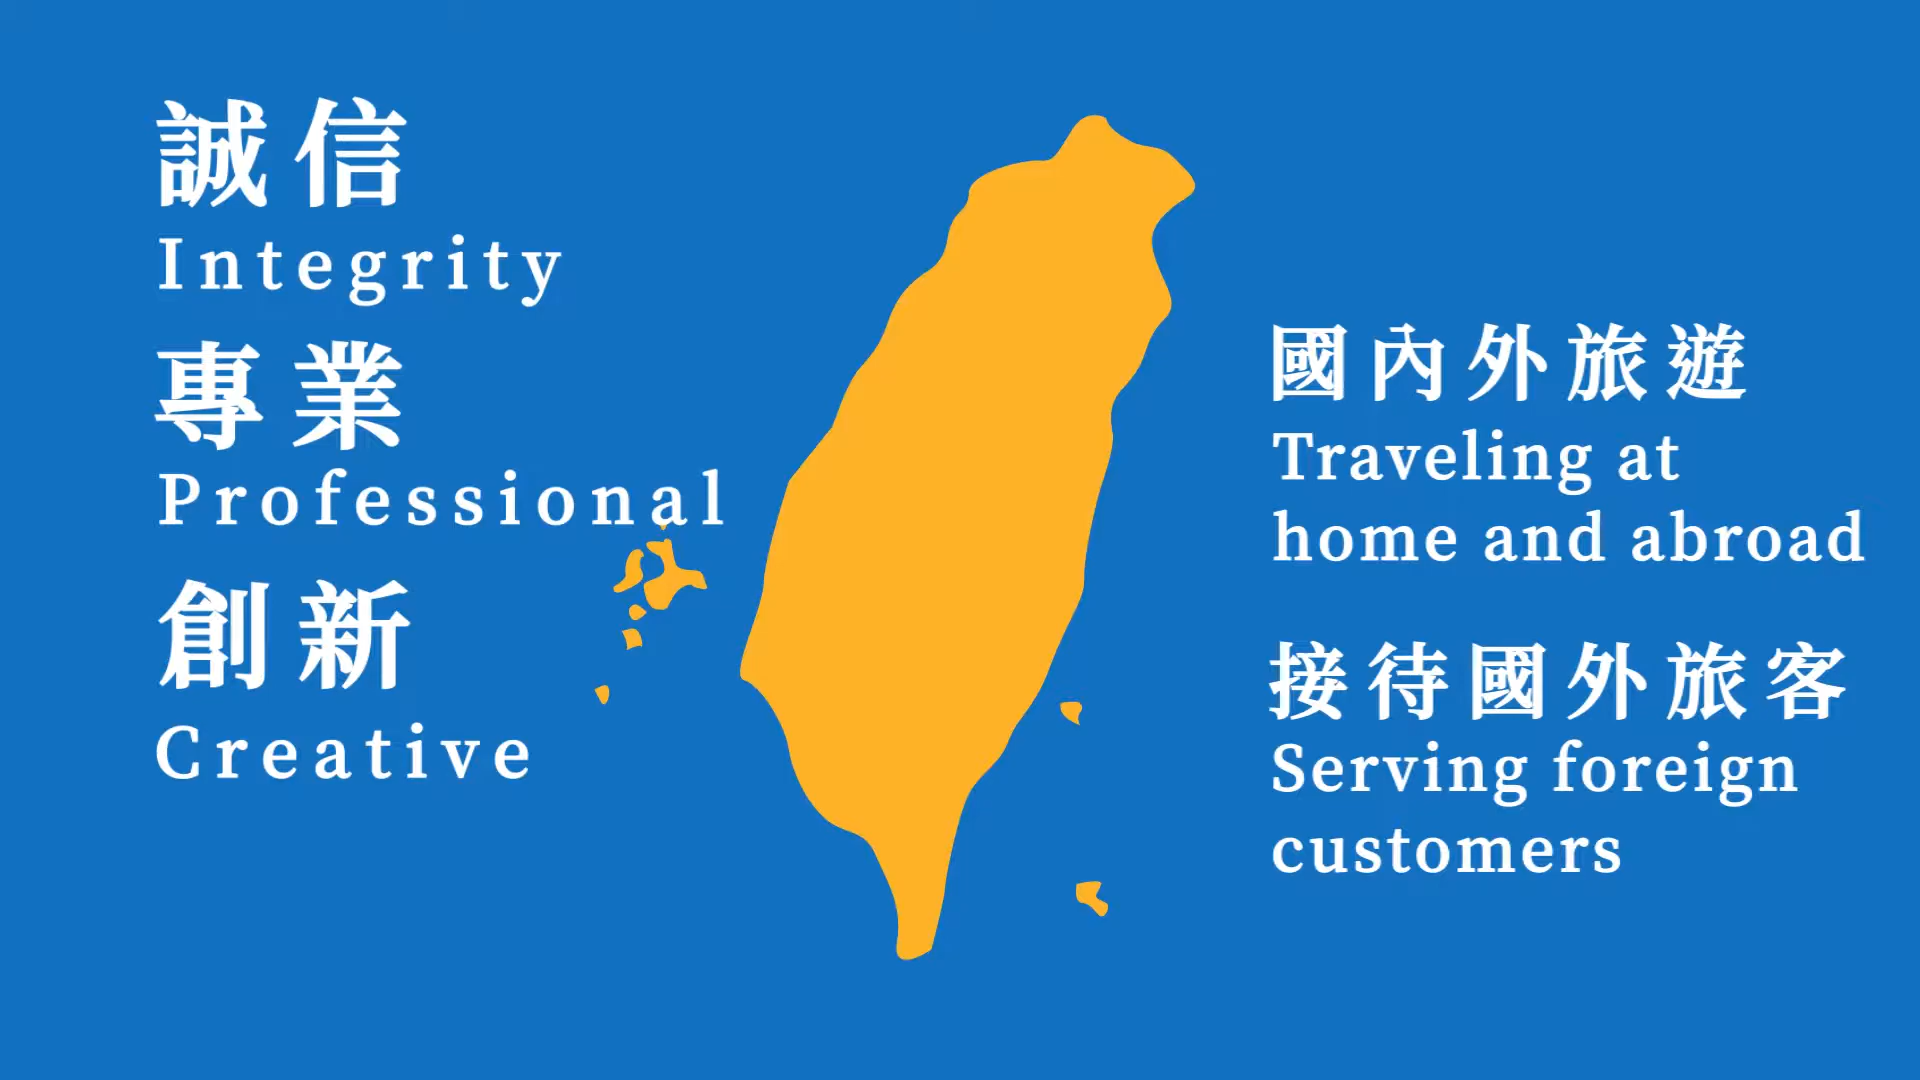 誠信
Integrity
專業
Professional
創新
Creative
國內外旅遊
Traveling at
home and abroad
接待國外旅客
Serving foreign
customers